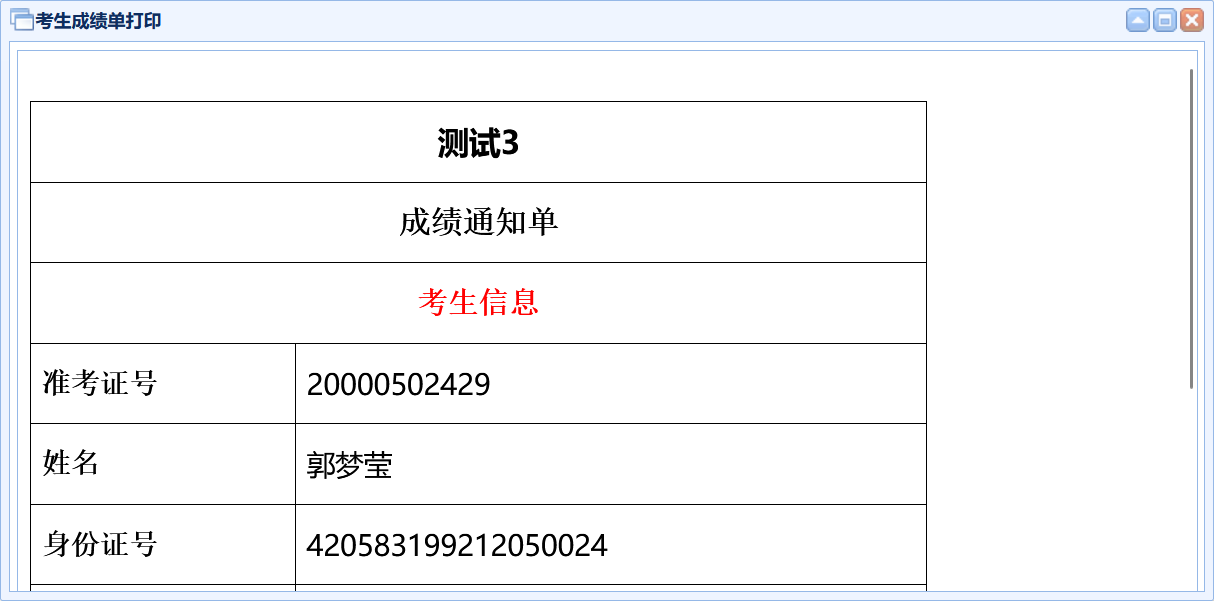 考生成绩单打印
测试3
成绩通知单
考生信息
准考证号 20000502429
姓名 郭梦莹
身份证号 420583199212050024